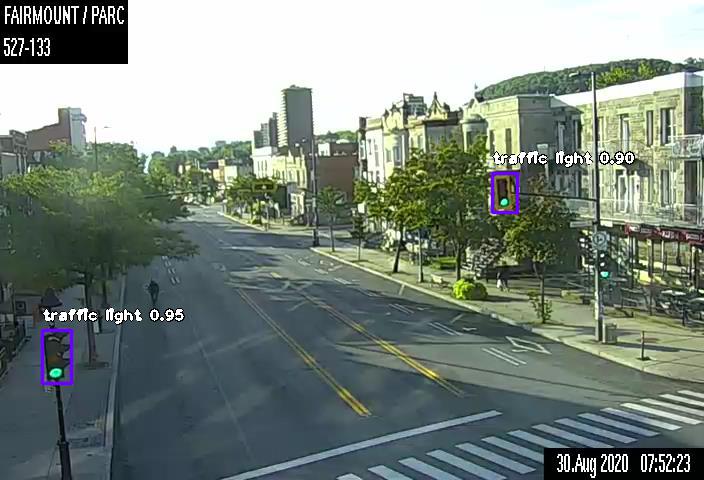 FAIRMOUNT / PARC
527-133
traffic light 0.90
traffic light 0.95
30.Aug 2020 07:52:23